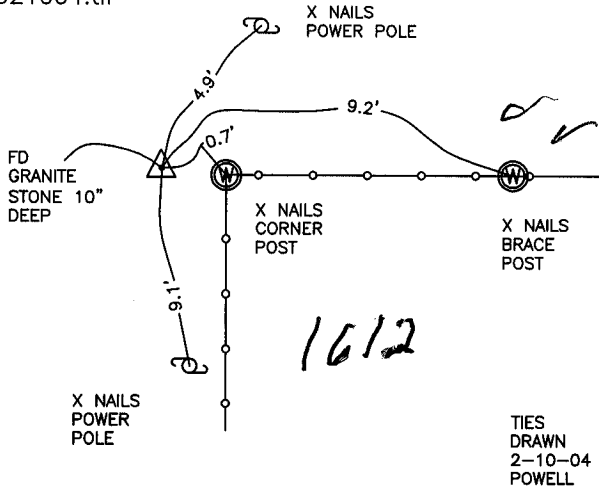 X NAILS
POWER POLE
4.9'
9.2'
0.7'
FD
GRANITE
STONE 10"
DEEP
W
W
X NAILS
CORNER
POST
X NAILS
BRACE
POST
9.1'
1612
X NAILS
POWER
POLE
TIES
DRAWN
2-10-04
POWELL